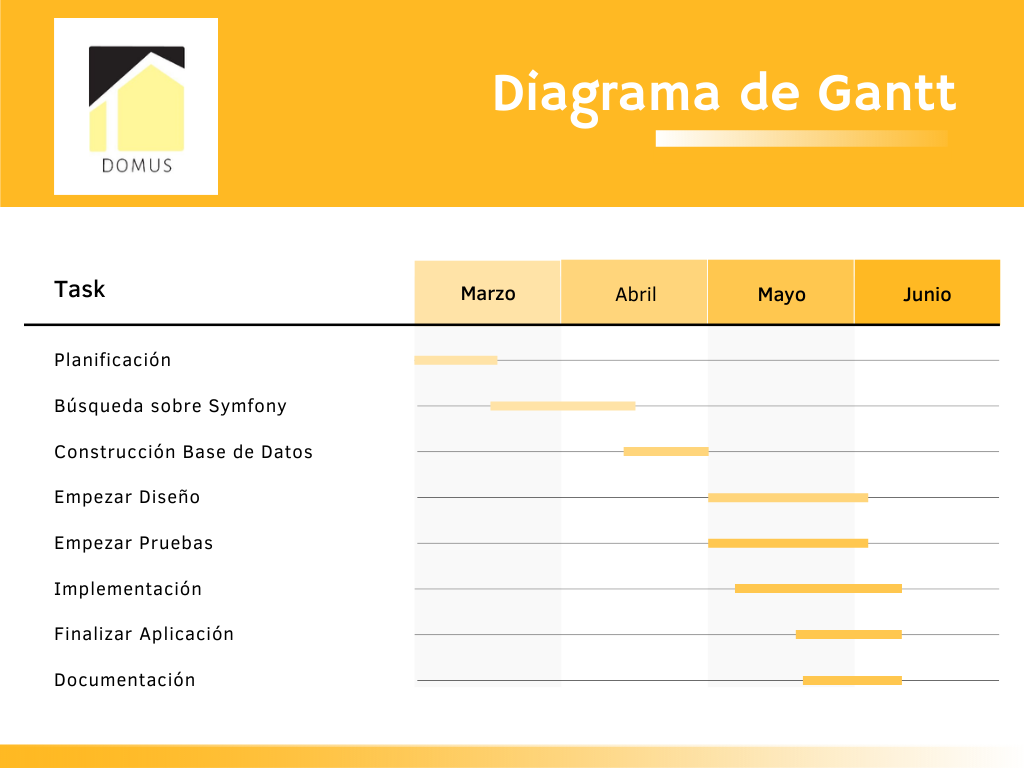 DOMUS
Diagrama de Gantt
Task Marzo Abril Mayo Junio
Planificación
Búsqueda sobre Symfony
Construcción Base de Datos
Empezar Diseño
Empezar Pruebas
Implementación
Finalizar Aplicación
Documentación